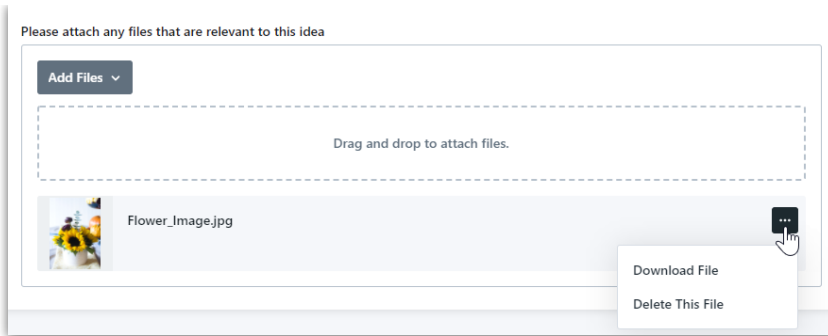 Please attach any files that are relevant to this idea
Add Files
Drag and drop to attach files.
Flower_Image.jpg
...
Download File
Delete This File